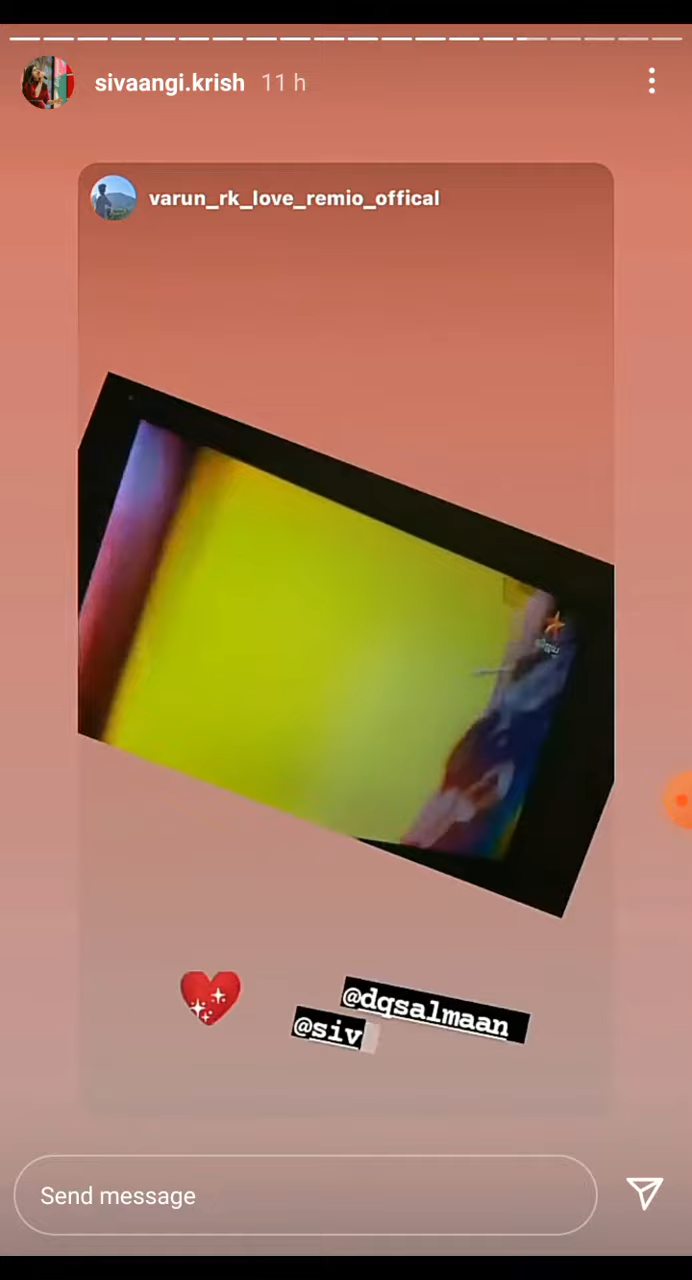 sivaangi.krish 11 h
varun_rk_love_remio_offical
@dqsalmaan
@siv
Send message